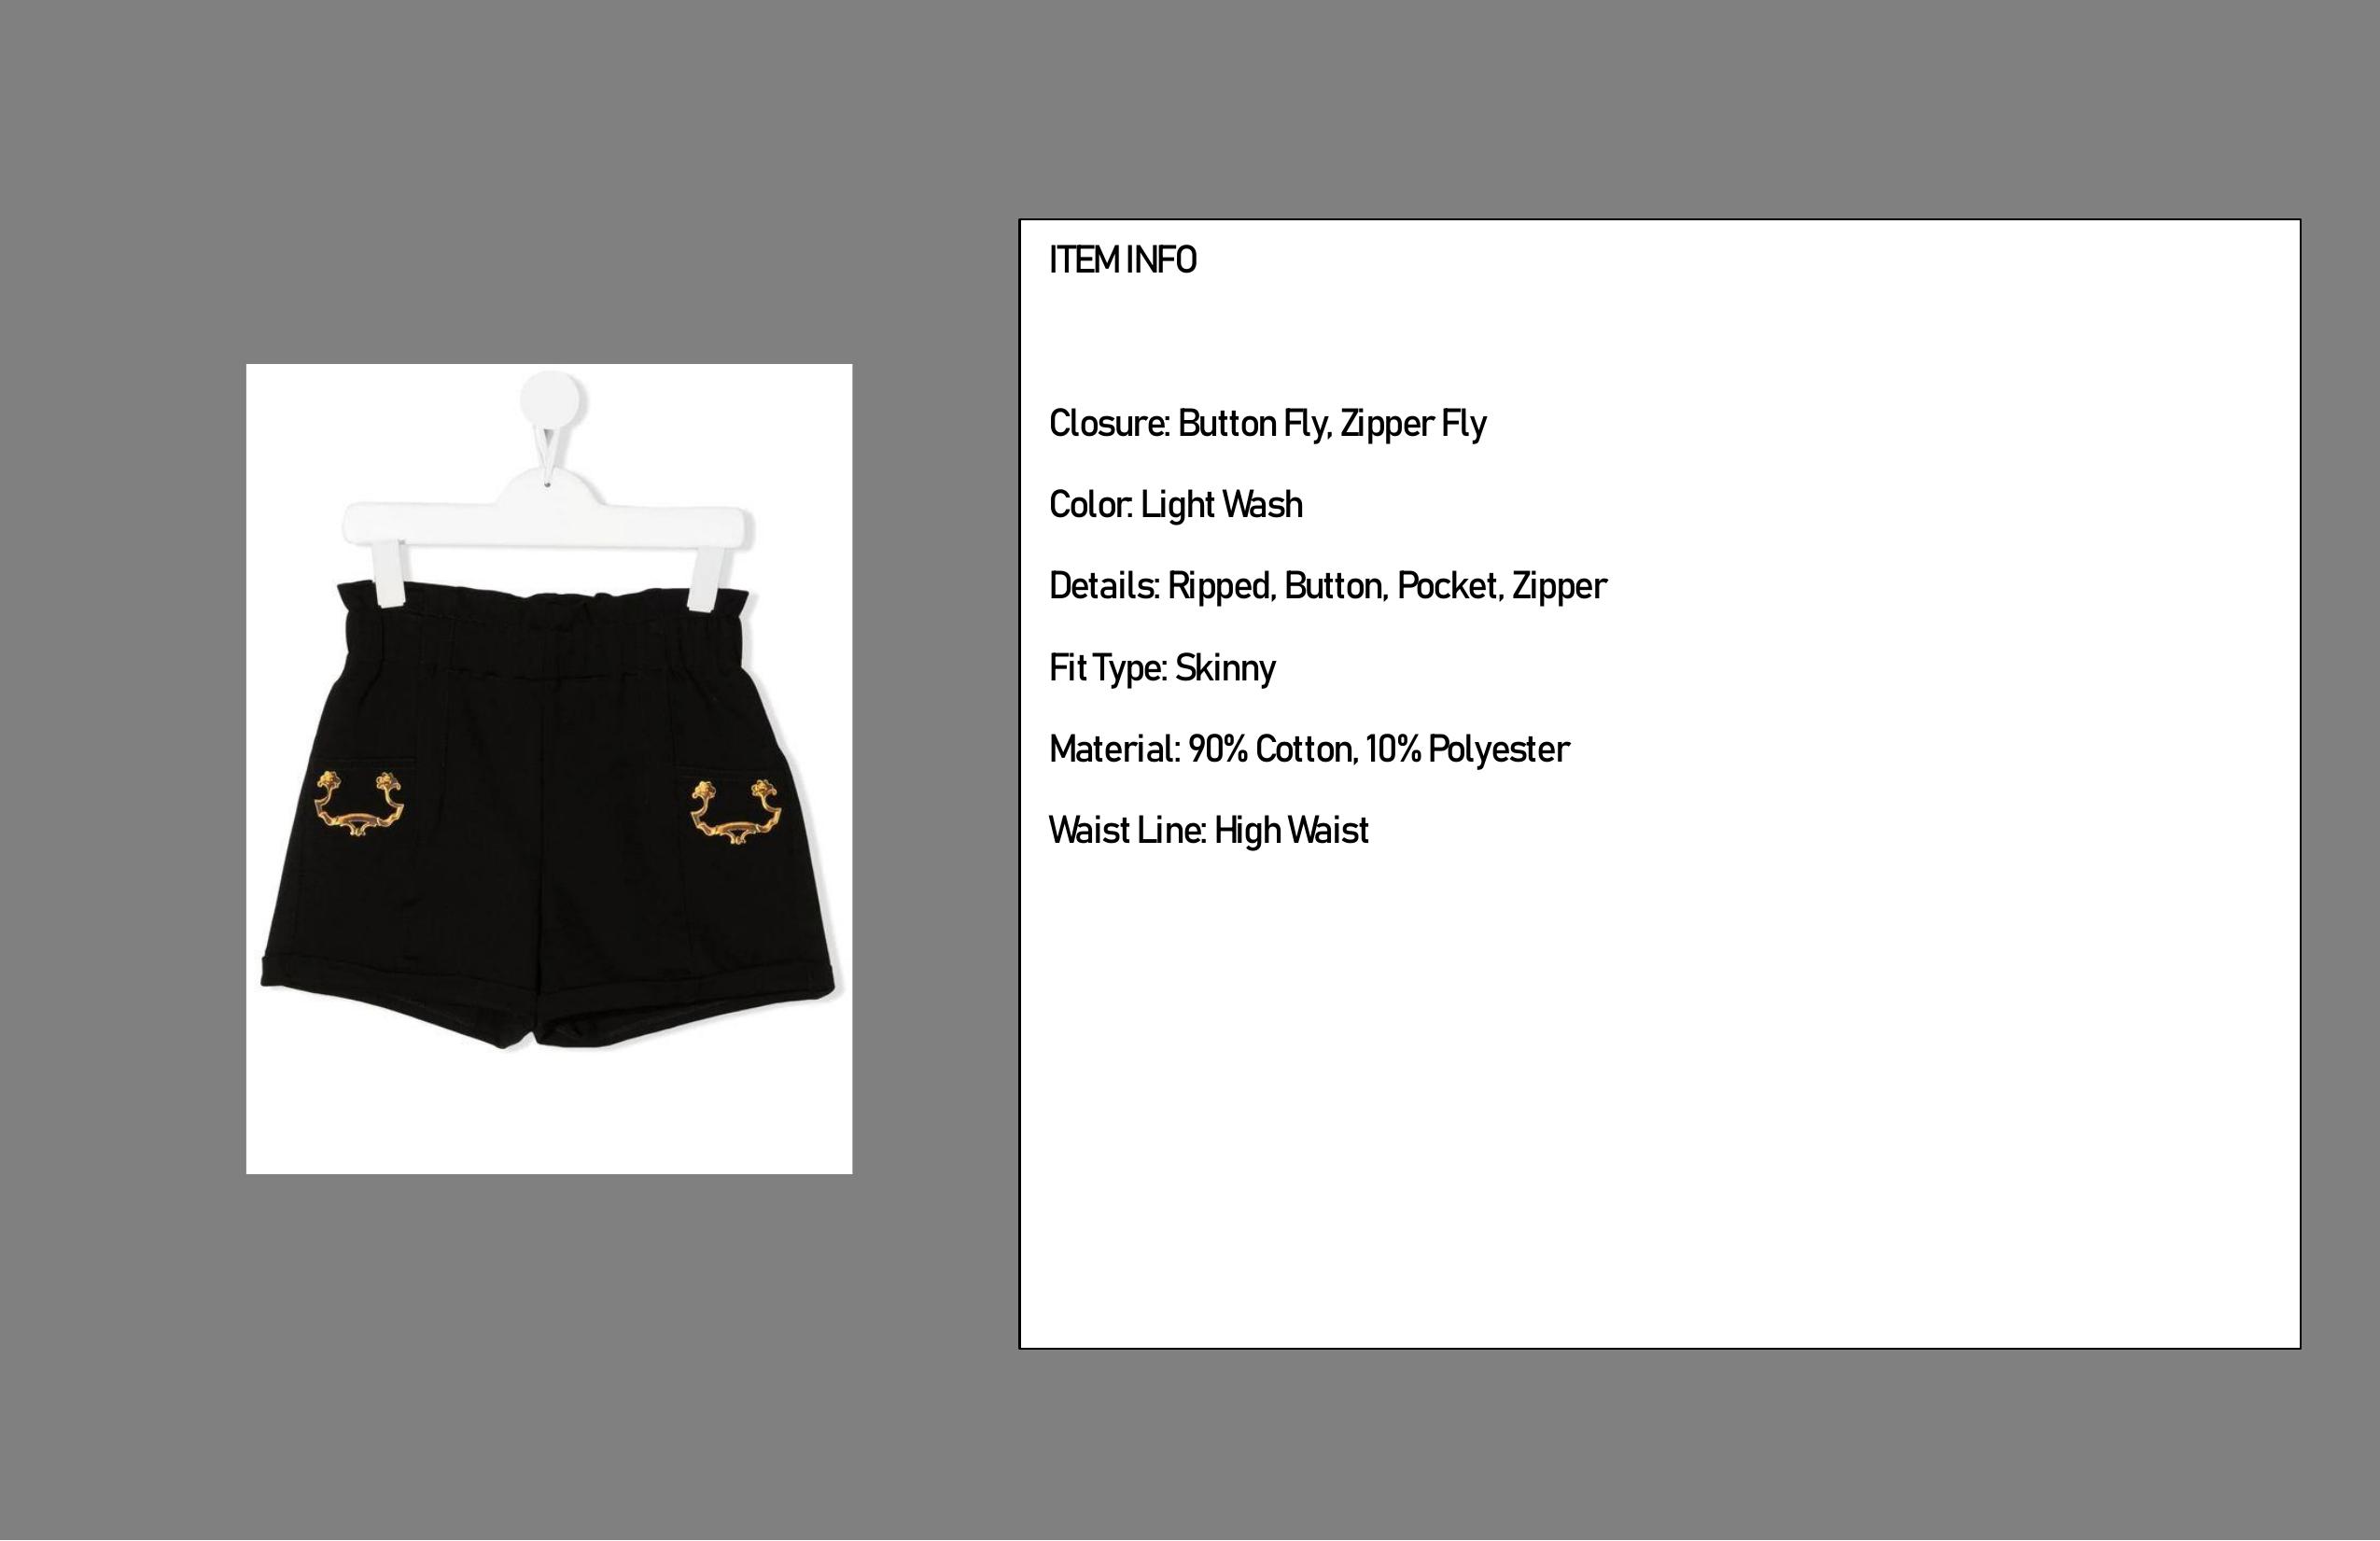 ITEM INFO
Closure: Button Fly, Zipper Fly
Color: Light Wash
Details: Ripped, Button, Pocket, Zipper
Fit Type: Skinny
Material: 90% Cotton, 10% Polyester
Waist Line: High Waist